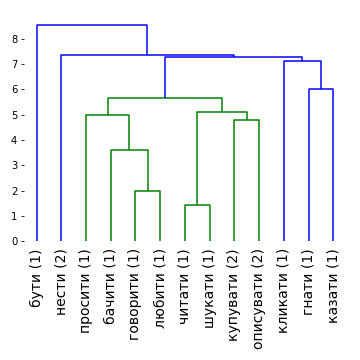 8
7
6
5
4
3
2
1
0
бути (1)
нести (2)
просити (1)
бачити (1)
говорити (1)
любити (1)
читати (1)
шукати (1)
купувати (2)
описувати (2)
кликати (1)
гнати (1)
казати (1)